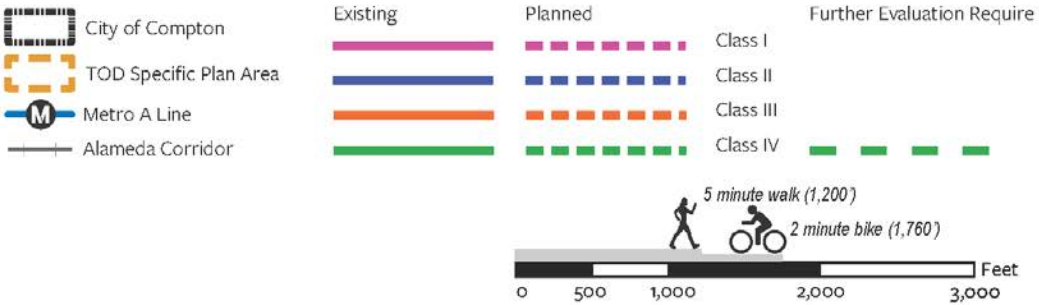 Existing Planned Further Evaluation Require
City of Compton
Class I
TOD Specific Plan Area
Class II
M Metro A Line
Class III
Alameda Corridor
Class IV
5 minute walk (1,200')
2 minute bike (1,760')
Feet
0 500 1,000 2,000 3,000